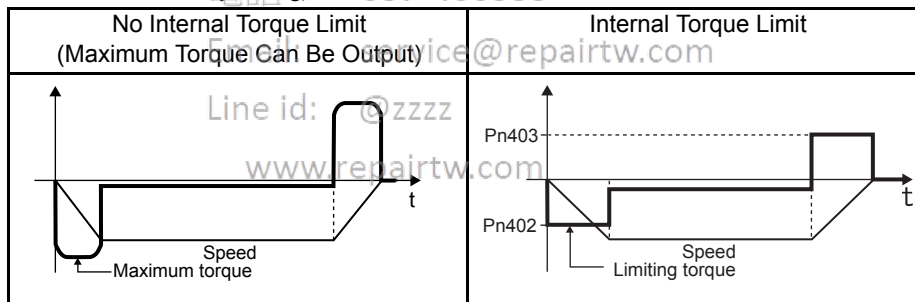 No Internal Torque Limit
(Maximum Torque Can Be Output)
Internal Torque Limit
Email: service@repairtw.com
Line id: @zzzz
www.repairtw.com
t
Speed
Maximum torque
Pn403
Pn402
t
Speed
Limiting torque